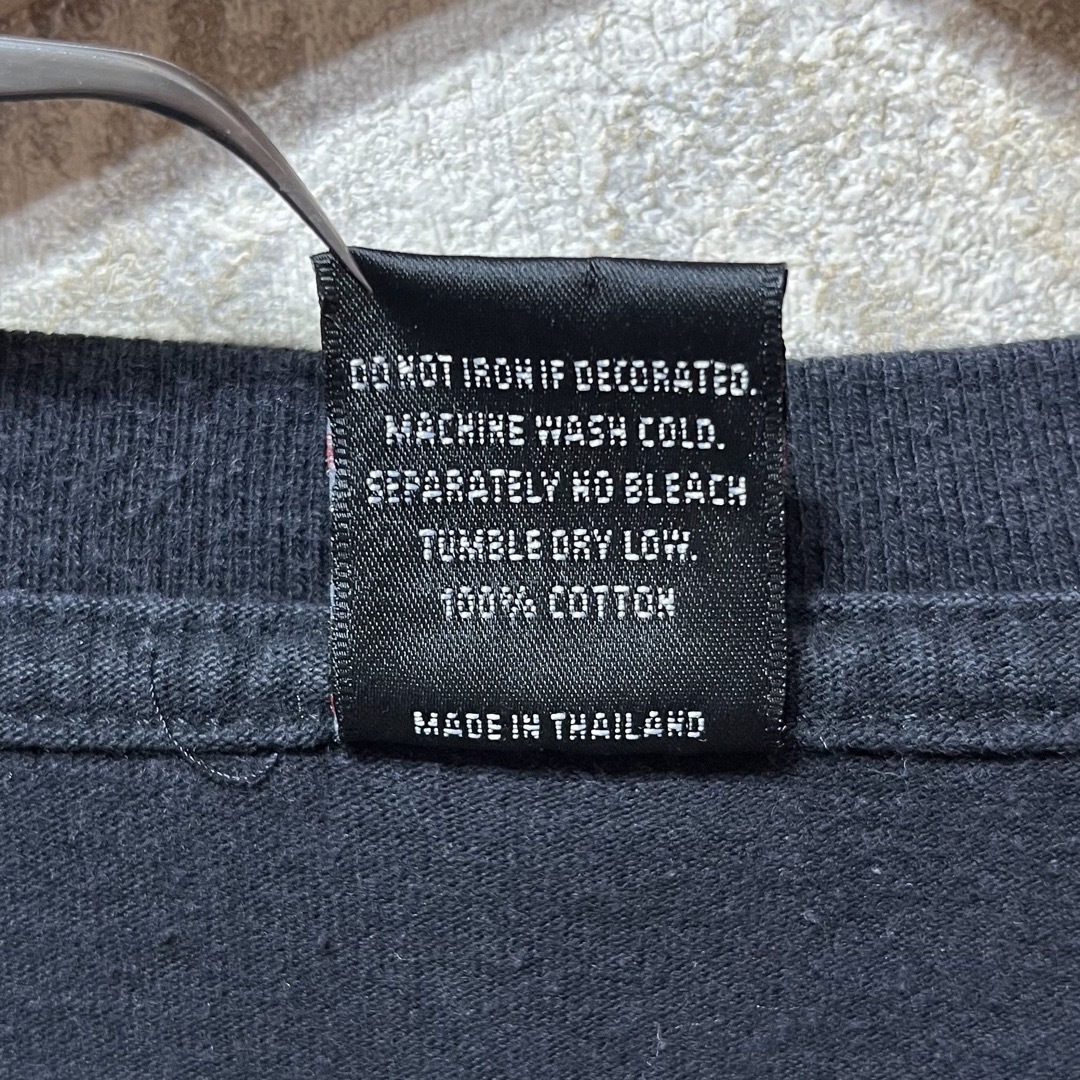 DO NOT IRON IF DECORATED.
MACHINE WASH COLD.
SEPARATELY NO BLEACH
TUMBLE DRY LOW.
100% COTTON
MADE IN THAILAND